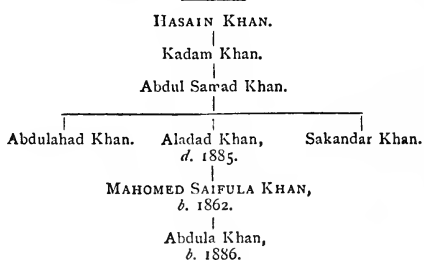 HASAIN KHAN.
Kadam Khan.
Abdul Samad Khan.
Abdulahad Khan. Aladad Khan, Sakandar Khan.
d. 1885.
MAHOMED SAIFULA KHAN,
b. 1862.
Abdula Khan,
b. 1886.